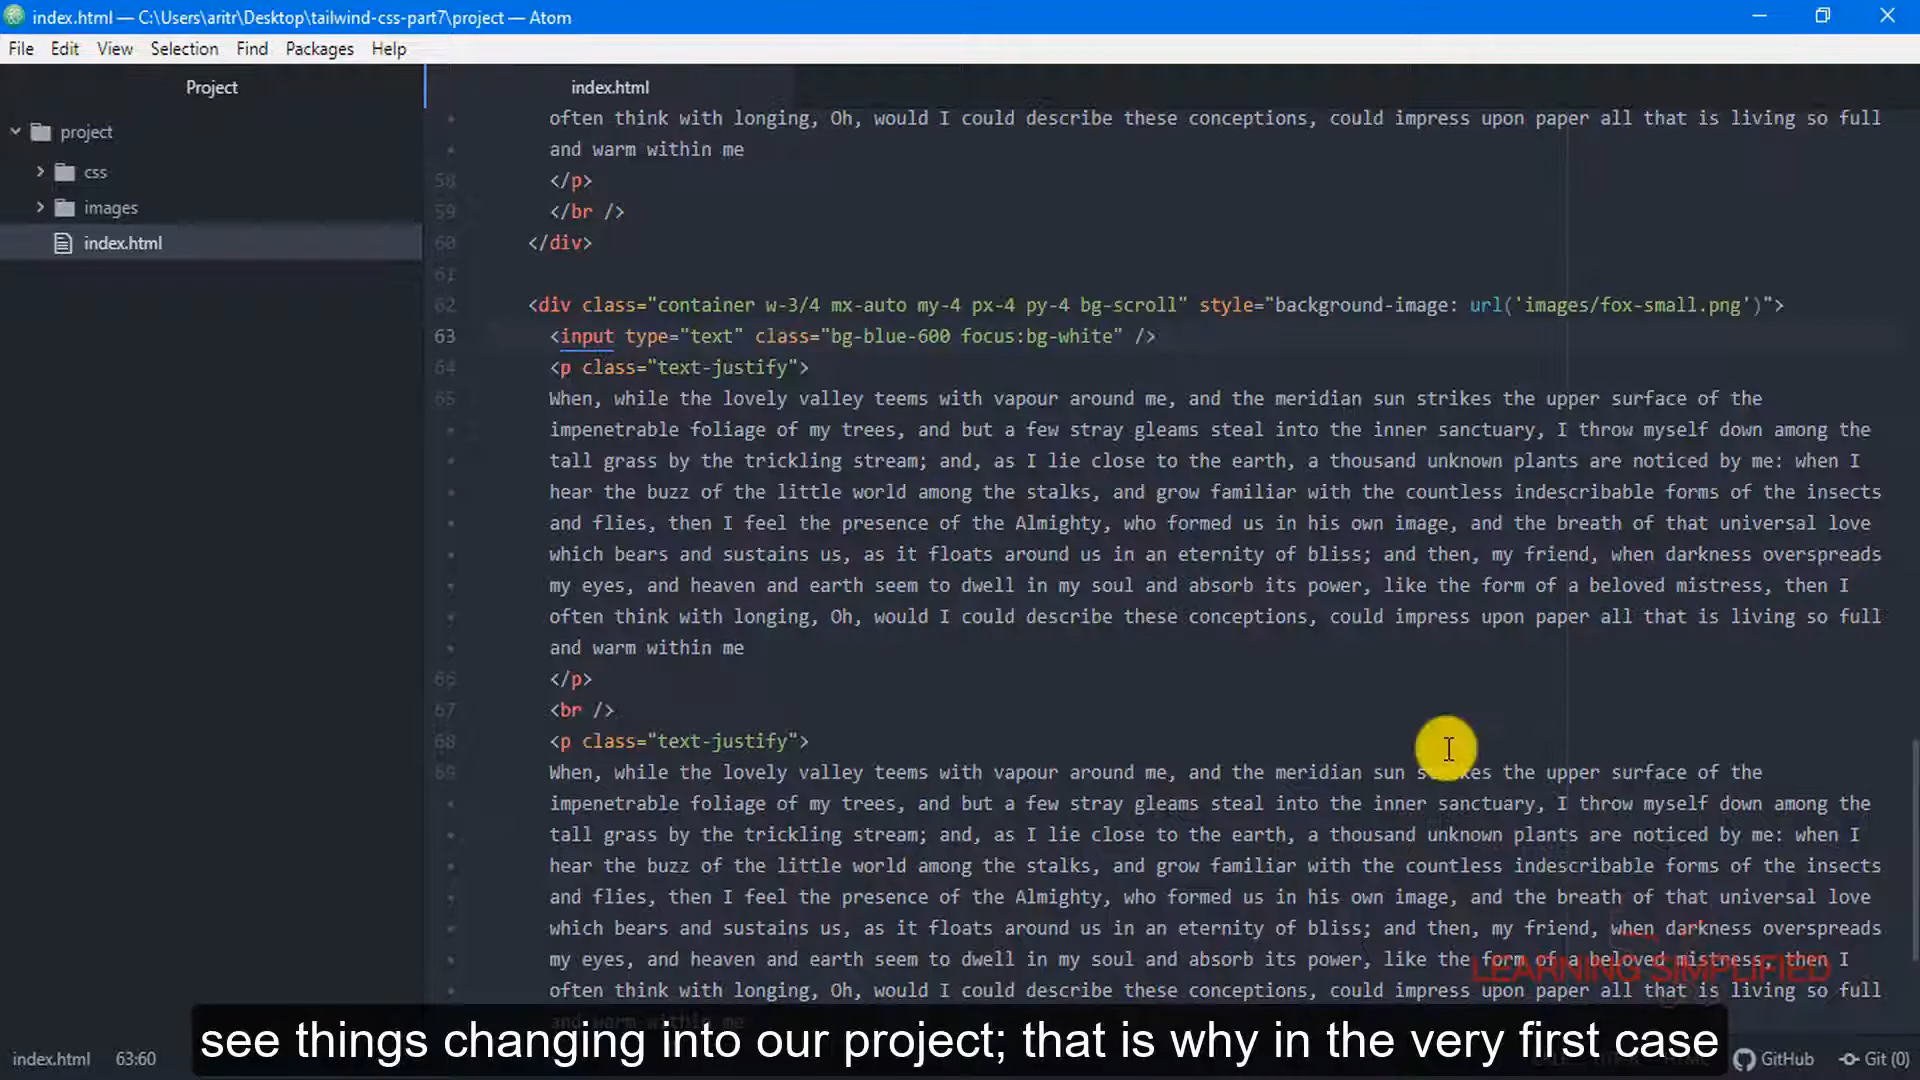 index.html — C:\Users\aritr\Desktop\tailwind-css-part7\project — Atom
File Edit View Selection Find Packages Help
Project
index.html
project
css
images
index.html
often think with longing, Oh, would I could describe these conceptions, could impress upon paper all that is living so full
and warm within me
58 </p>
59 </br />
60 </div>
61
62 <div class="container w-3/4 mx-auto my-4 px-4 py-4 bg-scroll" style="background-image: url('images/fox-small.png')">
63 <input type="text" class="bg-blue-600 focus:bg-white" />
64 <p class="text-justify">
65 When, while the lovely valley teems with vapour around me, and the meridian sun strikes the upper surface of the
impenetrable foliage of my trees, and but a few stray gleams steal into the inner sanctuary, I throw myself down among the
tall grass by the trickling stream; and, as I lie close to the earth, a thousand unknown plants are noticed by me: when I
hear the buzz of the little world among the stalks, and grow familiar with the countless indescribable forms of the insects
and flies, then I feel the presence of the Almighty, who formed us in his own image, and the breath of that universal love
which bears and sustains us, as it floats around us in an eternity of bliss; and then, my friend, when darkness overspreads
my eyes, and heaven and earth seem to dwell in my soul and absorb its power, like the form of a beloved mistress, then I
often think with longing, Oh, would I could describe these conceptions, could impress upon paper all that is living so full
and warm within me
66 </p>
67 <br />
68 <p class="text-justify">
69 When, while the lovely valley teems with vapour around me, and the meridian sun strikes the upper surface of the
impenetrable foliage of my trees, and but a few stray gleams steal into the inner sanctuary, I throw myself down among the
tall grass by the trickling stream; and, as I lie close to the earth, a thousand unknown plants are noticed by me: when I
hear the buzz of the little world among the stalks, and grow familiar with the countless indescribable forms of the insects
and flies, then I feel the presence of the Almighty, who formed us in his own image, and the breath of that universal love
which bears and sustains us, as it floats around us in an eternity of bliss; and then, my friend, when darkness overspreads
my eyes, and heaven and earth seem to dwell in my soul and absorb its power, like the form of a beloved mistress, then I
LEARNING SIMPLIFIED
often think with longing, Oh, would I could describe these conceptions, could impress upon paper all that is living so full
and warm within me
see things changing into our project; that is why in the very first case
index.html 63:60 GitHub Git (0)